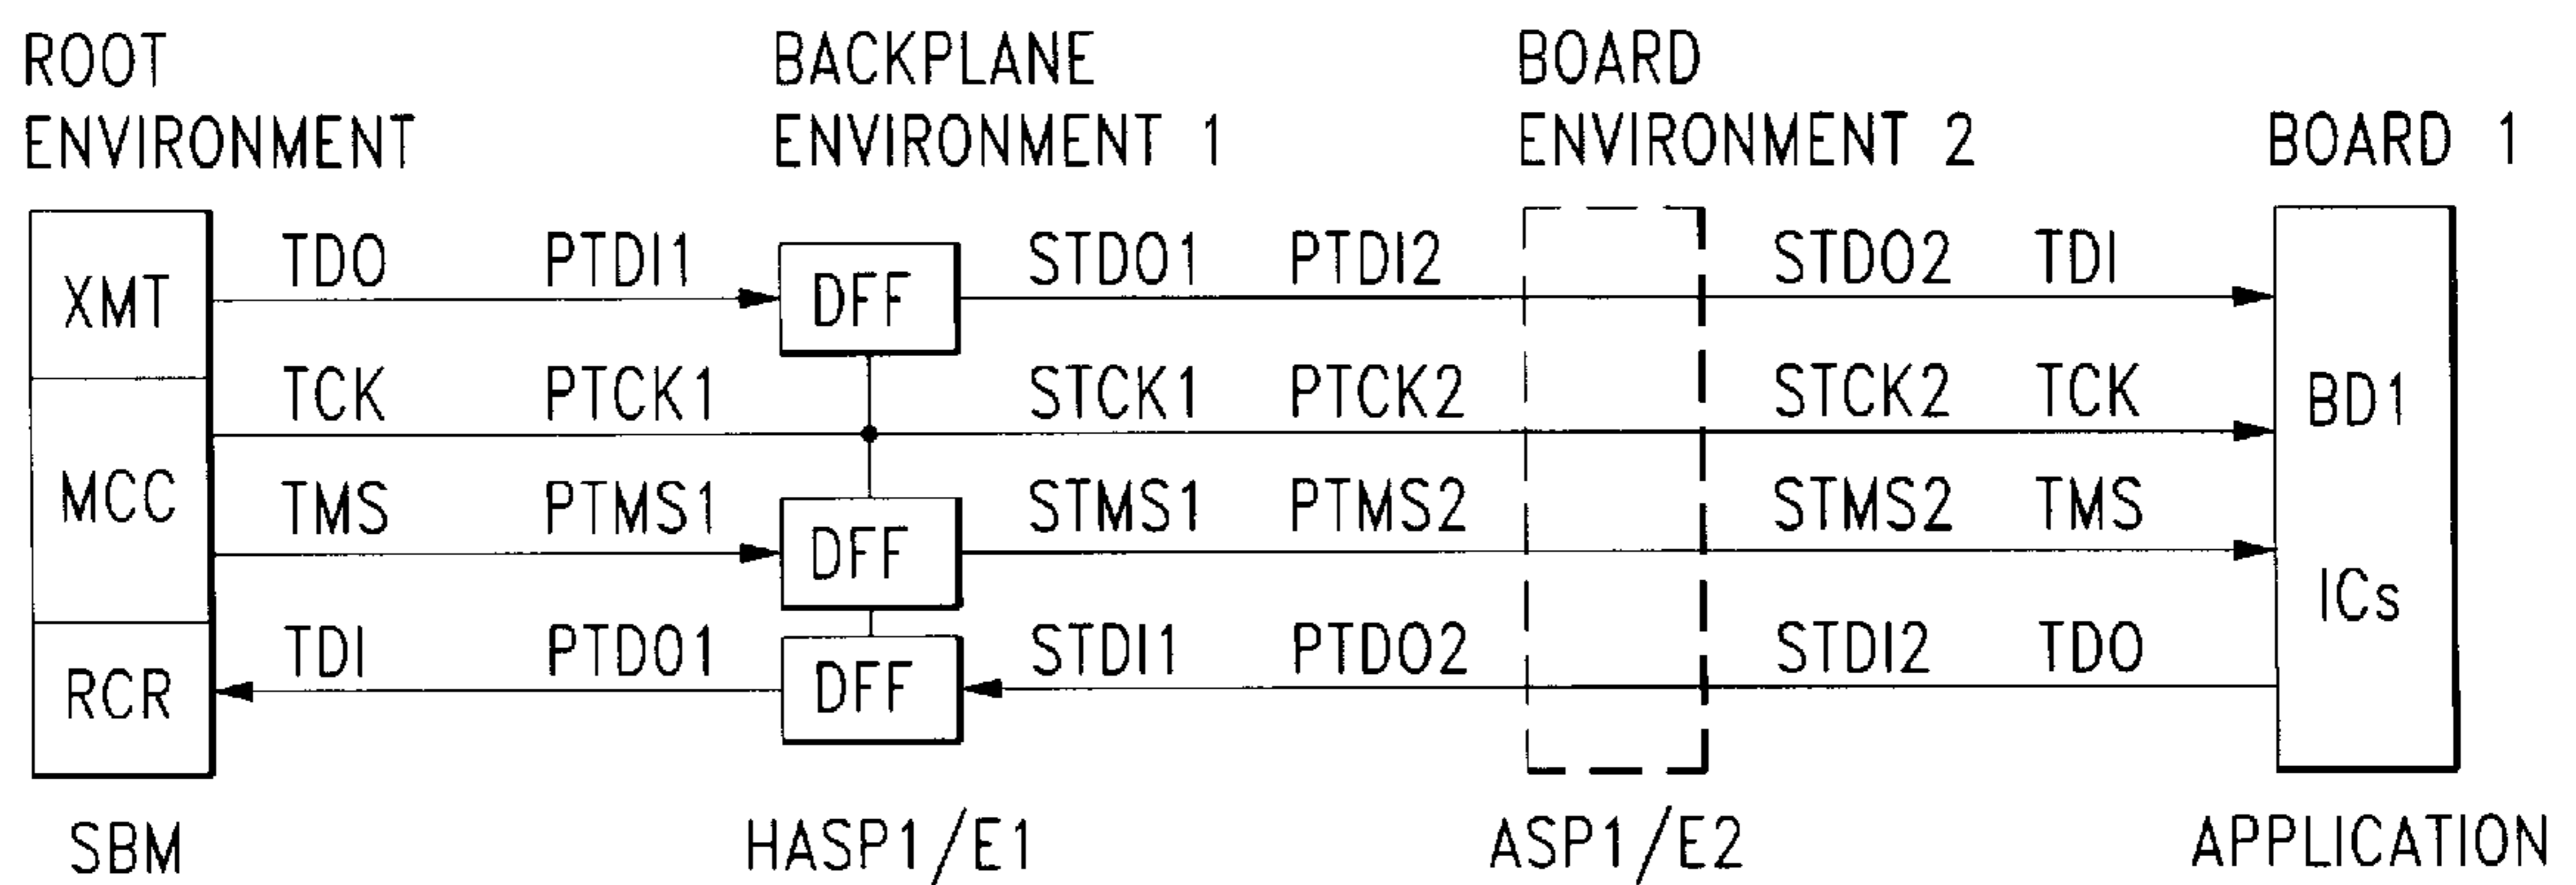 ROOT
ENVIRONMENT
BACKPLANE
ENVIRONMENT 1
BOARD
ENVIRONMENT 2
BOARD 1
XMT
TDO PTDI1
DFF
STDO1 PTDI2
STDO2 TDI
TCK PTCK1
STCK1 PTCK2
STCK2 TCK
BD1
MCC
TMS PTMS1
DFF
STMS1 PTMS2
STMS2 TMS
ICs
RCR
TDI PTDO1
DFF
STDI1 PTDO2
STDI2 TDO
SBM
HASP1/E1
ASP1/E2
APPLICATION